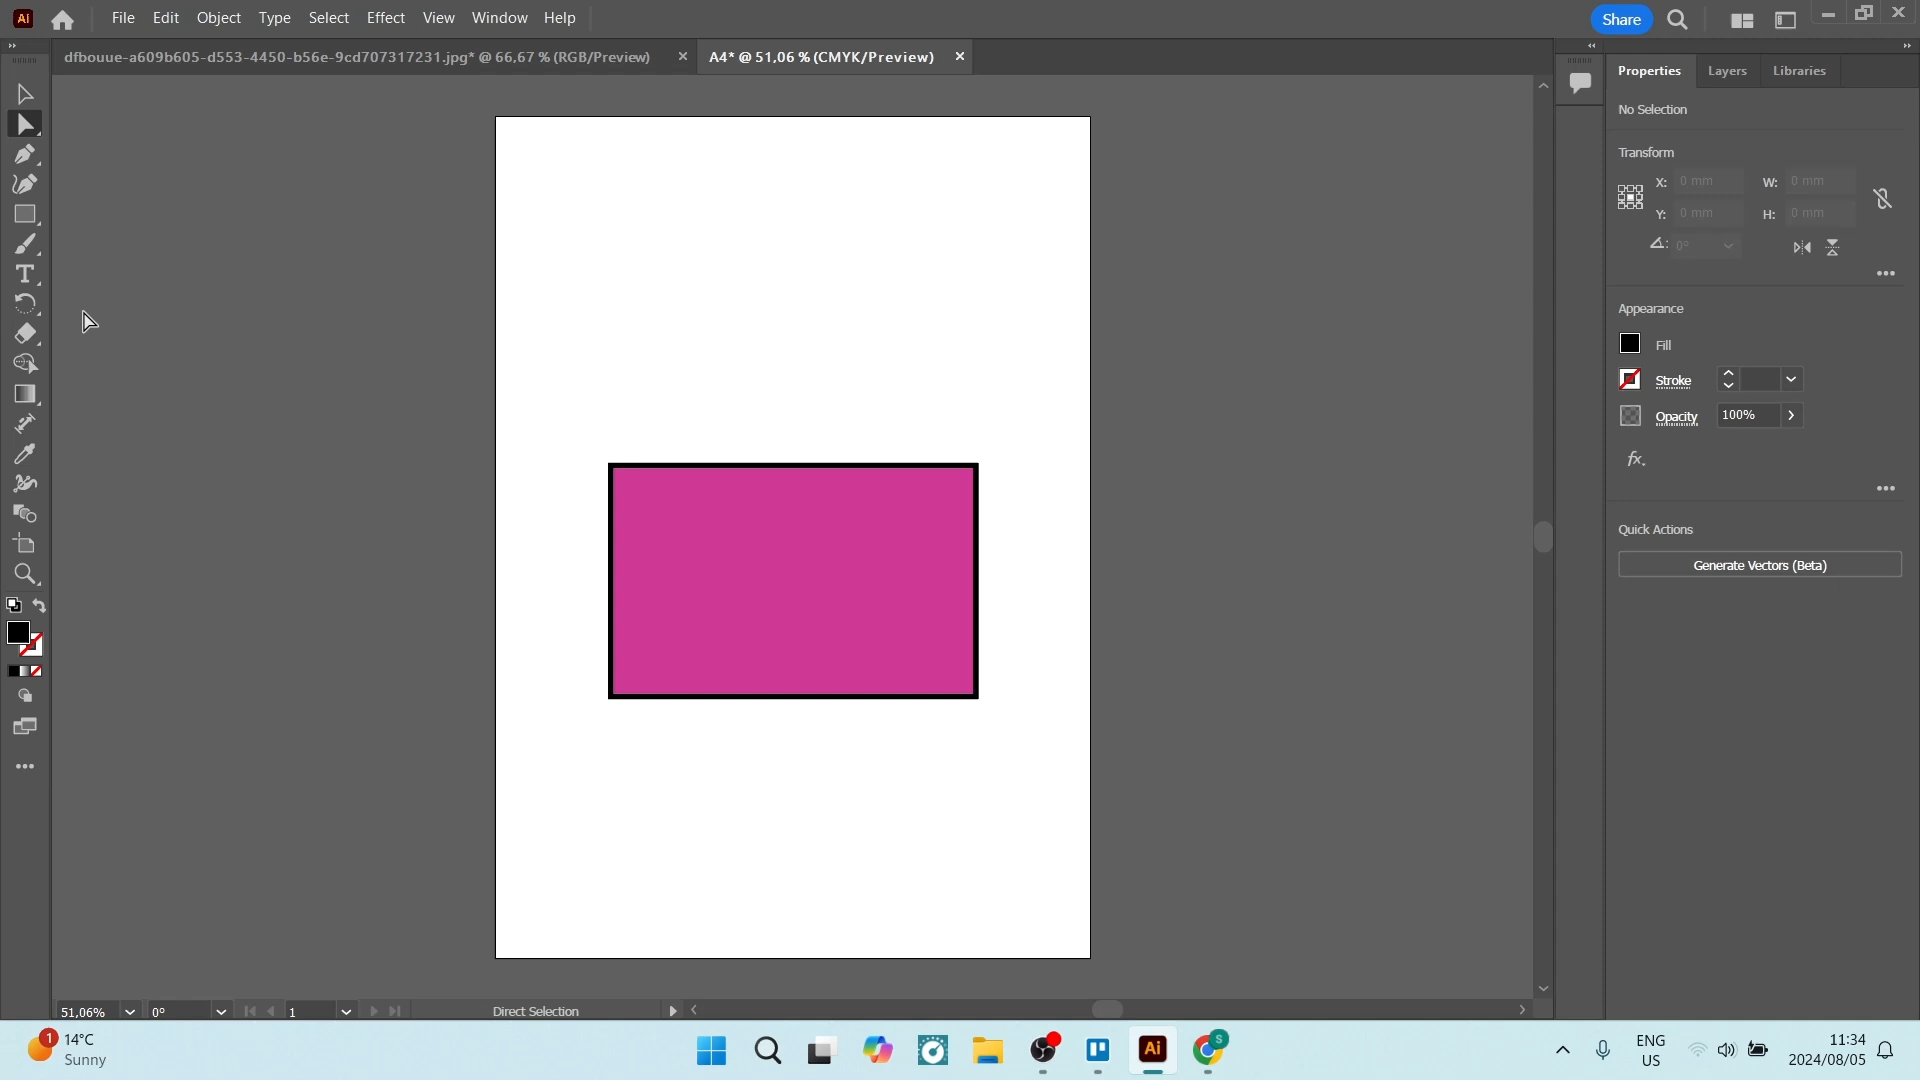 Ai File Edit Object Type Select Effect View Window Help Share
dfbouue-a609b605-d553-4450-b56e-9cd707317231.jpg* @ 66,67 % (RGB/Preview) A4* @ 51,06 % (CMYK/Preview)
Properties Layers Libraries
No Selection
Transform
X: 0 mm W: 0 mm
Y: 0 mm H: 0 mm
0°
Appearance
Fill
Stroke
Opacity 100%
fx.
Quick Actions
Generate Vectors (Beta)
51,06% 0° 1 Direct Selection
1 14°C
Sunny
Ai
S
ENG
US
11:34
2024/08/05